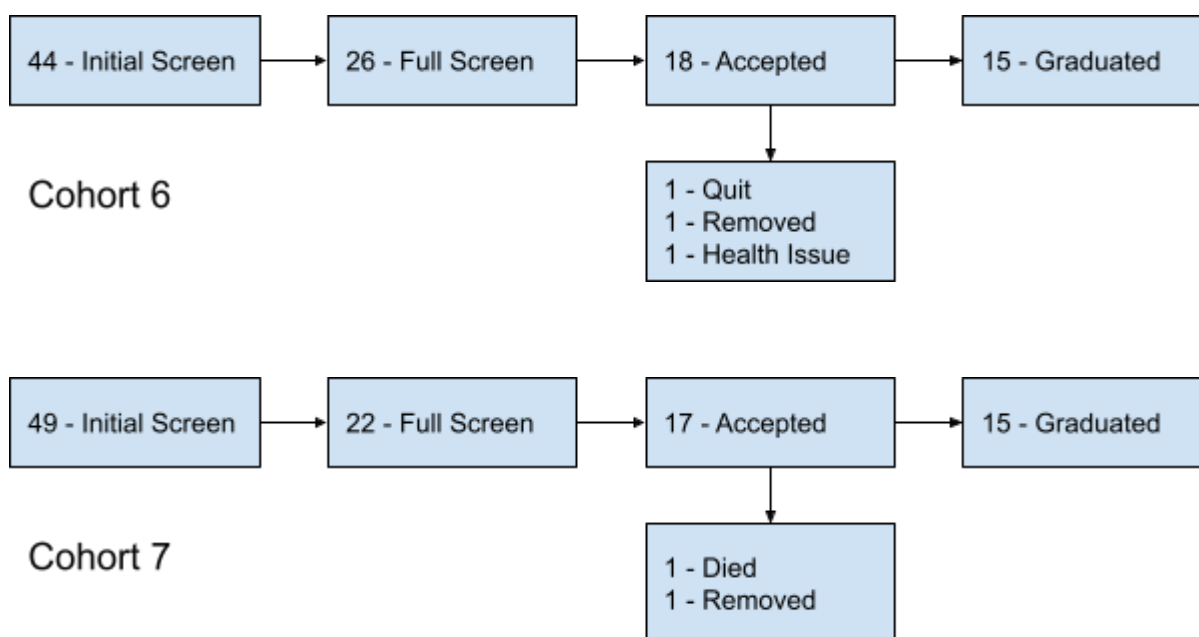 44 - Initial Screen
26 - Full Screen
18 - Accepted
15 - Graduated
Cohort 6
1 - Quit
1 - Removed
1 - Health Issue
49 - Initial Screen
22 - Full Screen
17 - Accepted
15 - Graduated
Cohort 7
1 - Died
1 - Removed